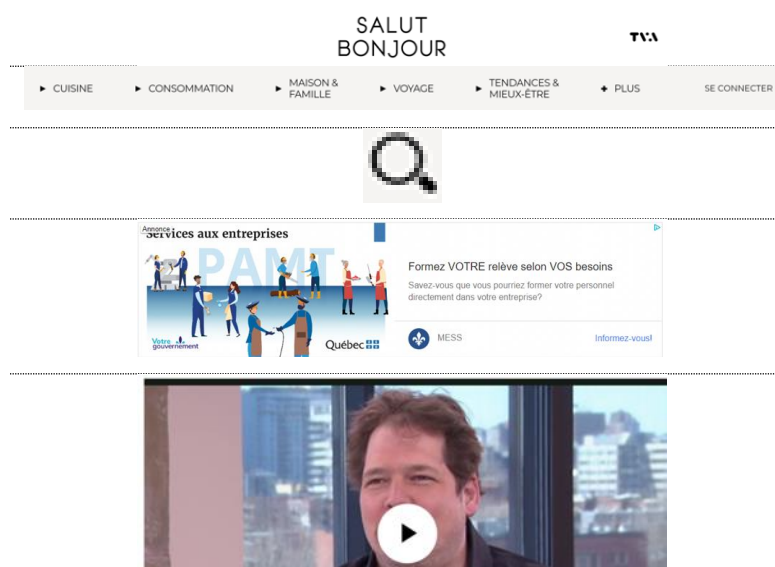 SALUT
BONJOUR
TVA
CUISINE
CONSOMMATION
MAISON &
FAMILLE
VOYAGE
TENDANCES &
MIEUX-ÊTRE
PLUS
SE CONNECTER
Annonce
Services aux entreprises
PAMT
Formez VOTRE relève selon VOS besoins
Savez-vous que vous pourriez former votre personnel
directement dans votre entreprise?
Votre
gouvernement
Québec
MESS
Informez-vous!